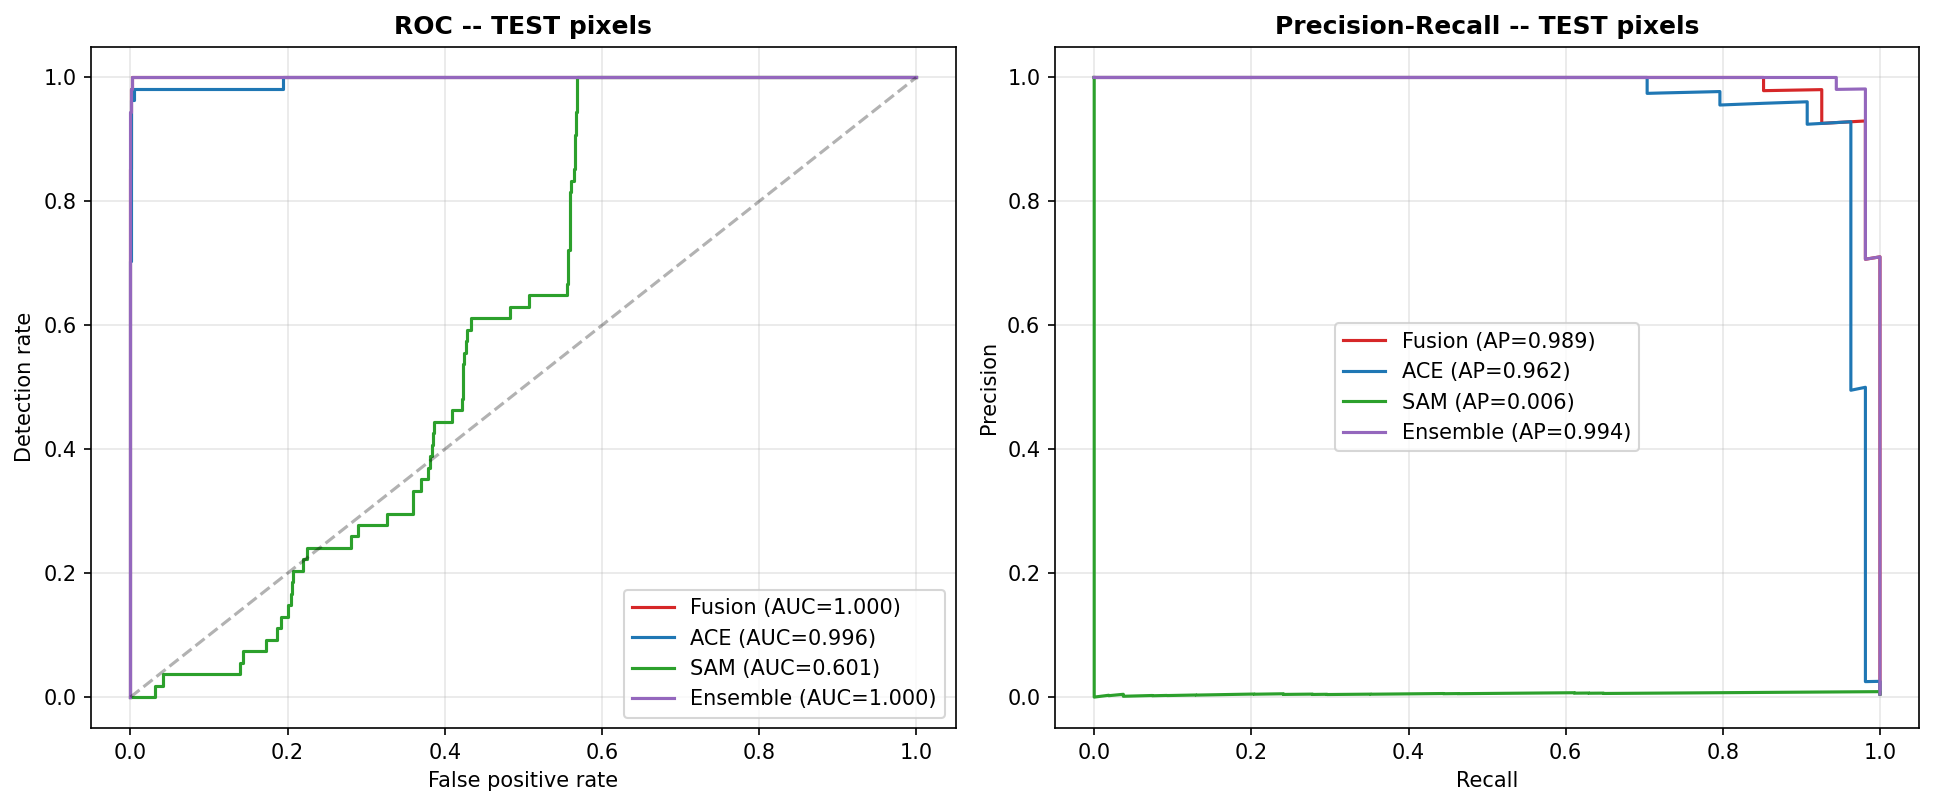 ROC -- TEST pixels
Detection rate
1.0
0.8
0.6
0.4
0.2
0.0
Fusion (AUC=1.000)
ACE (AUC=0.996)
SAM (AUC=0.601)
Ensemble (AUC=1.000)
0.0 0.2 0.4 0.6 0.8 1.0
False positive rate
Precision-Recall -- TEST pixels
Precision
1.0
0.8
0.6
0.4
0.2
0.0
Fusion (AP=0.989)
ACE (AP=0.962)
SAM (AP=0.006)
Ensemble (AP=0.994)
0.0 0.2 0.4 0.6 0.8 1.0
Recall